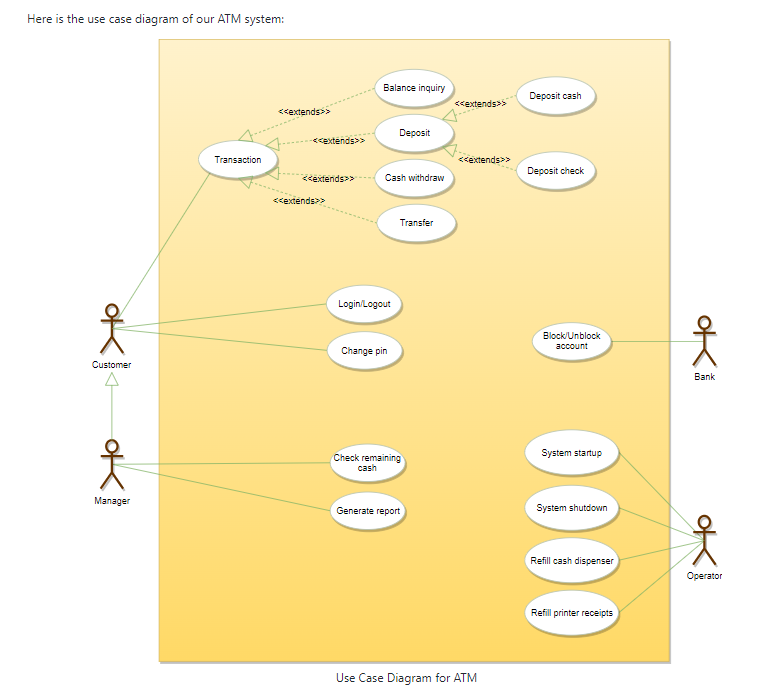 Here is the use case diagram of our ATM system:
Balance inquiry
Deposit cash
<<extends>>
<<extends>>
Deposit
<<extends>>
Transaction
<<extends>>
Deposit check
Cash withdraw
<<extends>>
<<extends>>
Transfer
Login/Logout
Block/Unblock
account
Change pin
Customer
Bank
System startup
Check remaining
cash
Manager
Generate report
System shutdown
Refill cash dispenser
Operator
Refill printer receipts
Use Case Diagram for ATM